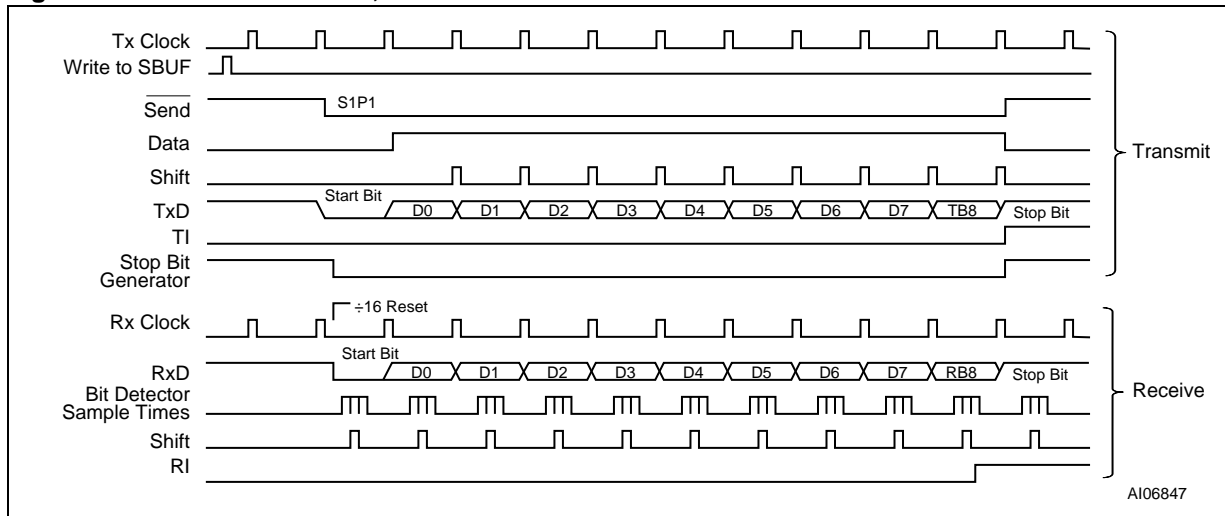 Tx Clock
Write to SBUF
Send
S1P1
Data
Transmit
Shift
Start Bit
TxD
D0 D1 D2 D3 D4 D5 D6 D7 TB8 Stop Bit
TI
Stop Bit
Generator
÷16 Reset
Rx Clock
Start Bit
RxD
D0 D1 D2 D3 D4 D5 D6 D7 RB8 Stop Bit
Bit Detector
Sample Times
Receive
Shift
RI
AI06847